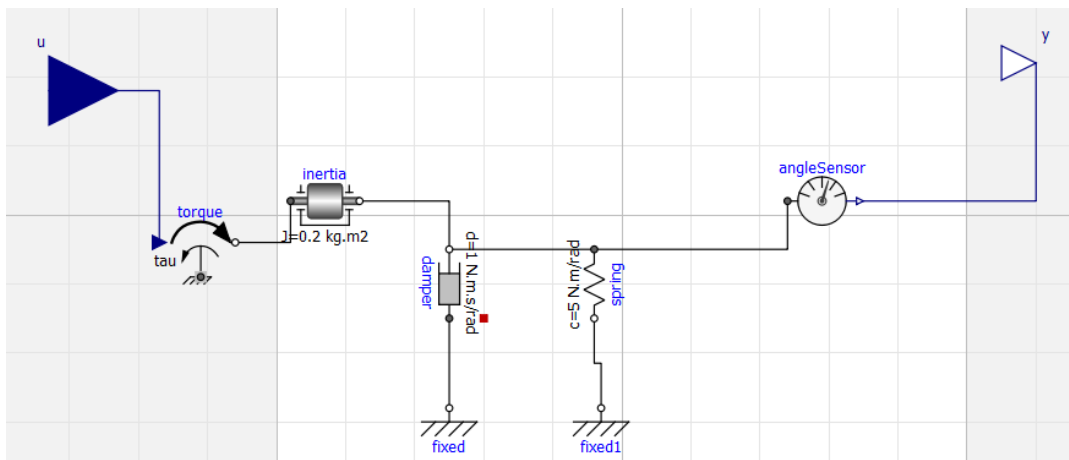 u
y
inertia
angleSensor
torque
J=0.2 kg.m2
tau
damper
d=1 N.m.s/rad
c=5 N.m/rad
spring
fixed
fixed1